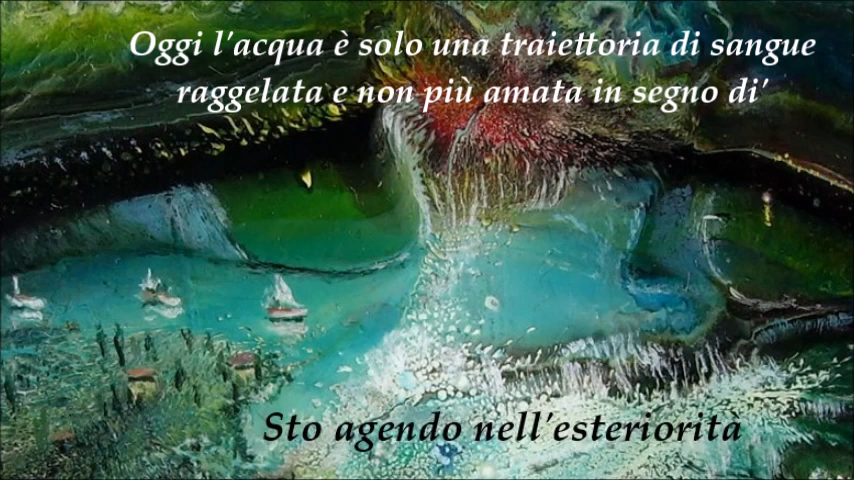 Oggi l'acqua è solo una traiettoria di sangue
raggelata e non più amata in segno di'
Sto agendo nell'esteriorità